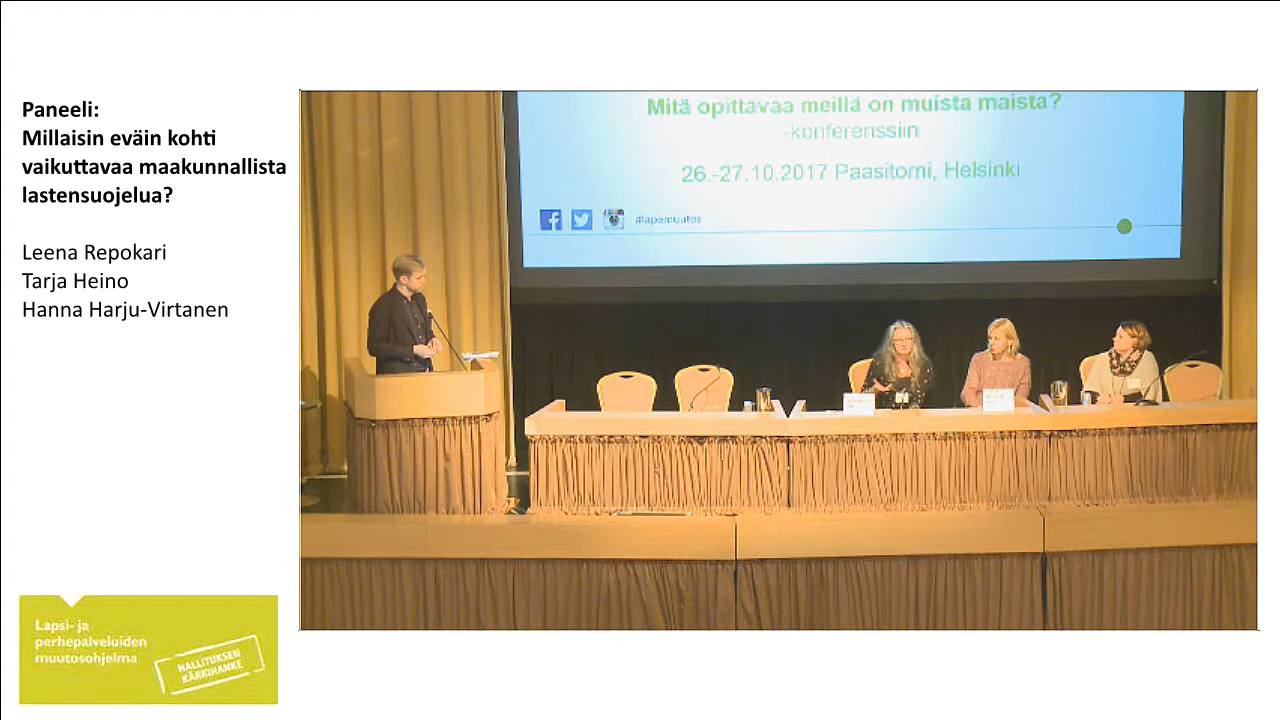 Paneeli:
Millaisin eväin kohti
vaikuttavaa maakunnallista
lastensuojelua?
Leena Repokari
Tarja Heino
Hanna Harju-Virtanen
Mitä opittavaa meillä on muista maista?
-konferenssiin
26.-27.10.2017 Paasitorni, Helsinki
#lapemuutos
Lapsi- ja
perhepalveluiden
muutosohjelma
HALLITUKSEN
KÄRKIHANKE